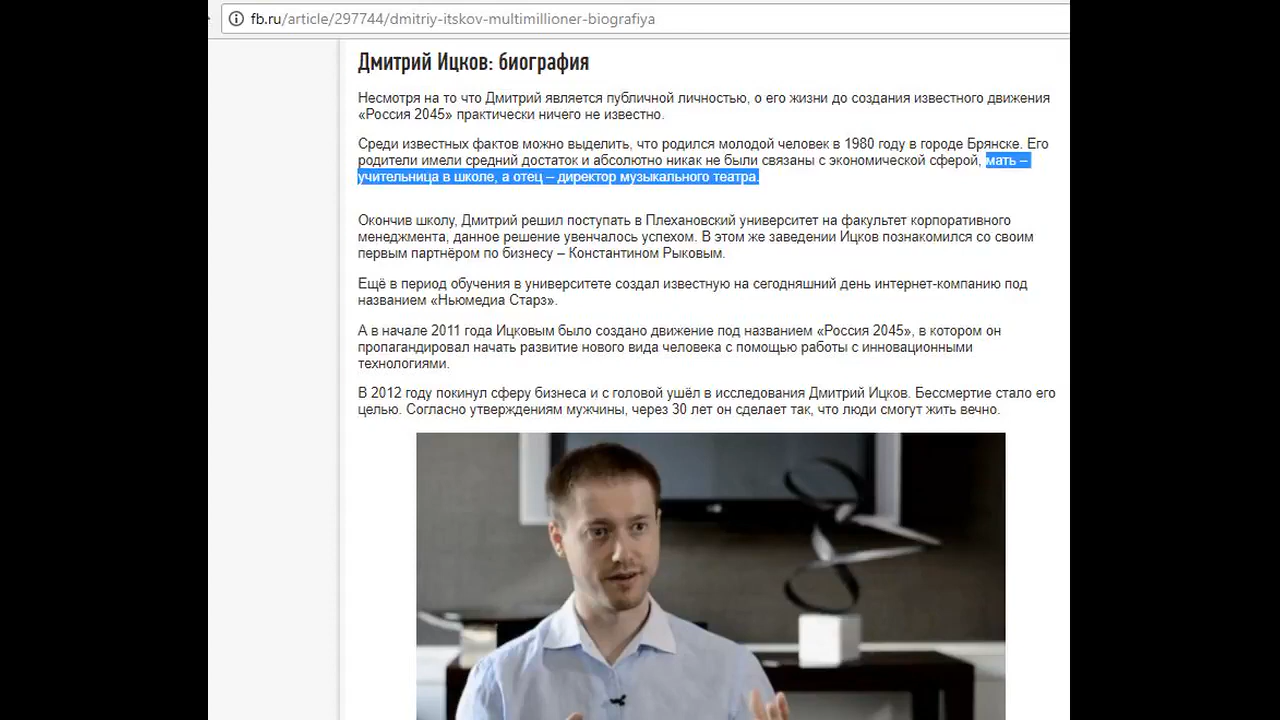 fb.ru/article/297744/dmitriy-itskov-multimillioner-biografiya
Дмитрий Ицков: биография
Несмотря на то что Дмитрий является публичной личностью, о его жизни до создания известного движения
«Россия 2045» практически ничего не известно.
Среди известных фактов можно выделить, что родился молодой человек в 1980 году в городе Брянске. Его
родители имели средний достаток и абсолютно никак не были связаны с экономической сферой, мать –
учительница в школе, а отец – директор музыкального театра.
Окончив школу, Дмитрий решил поступать в Плехановский университет на факультет корпоративного
менеджмента, данное решение увенчалось успехом. В этом же заведении Ицков познакомился со своим
первым партнёром по бизнесу – Константином Рыковым.
Ещё в период обучения в университете создал известную на сегодняшний день интернет-компанию под
названием «Ньюмедиа Старз».
А в начале 2011 года Ицковым было создано движение под названием «Россия 2045», в котором он
пропагандировал начать развитие нового вида человека с помощью работы с инновационными
технологиями.
В 2012 году покинул сферу бизнеса и с головой ушёл в исследования Дмитрий Ицков. Бессмертие стало его
целью. Согласно утверждениям мужчины, через 30 лет он сделает так, что люди смогут жить вечно.